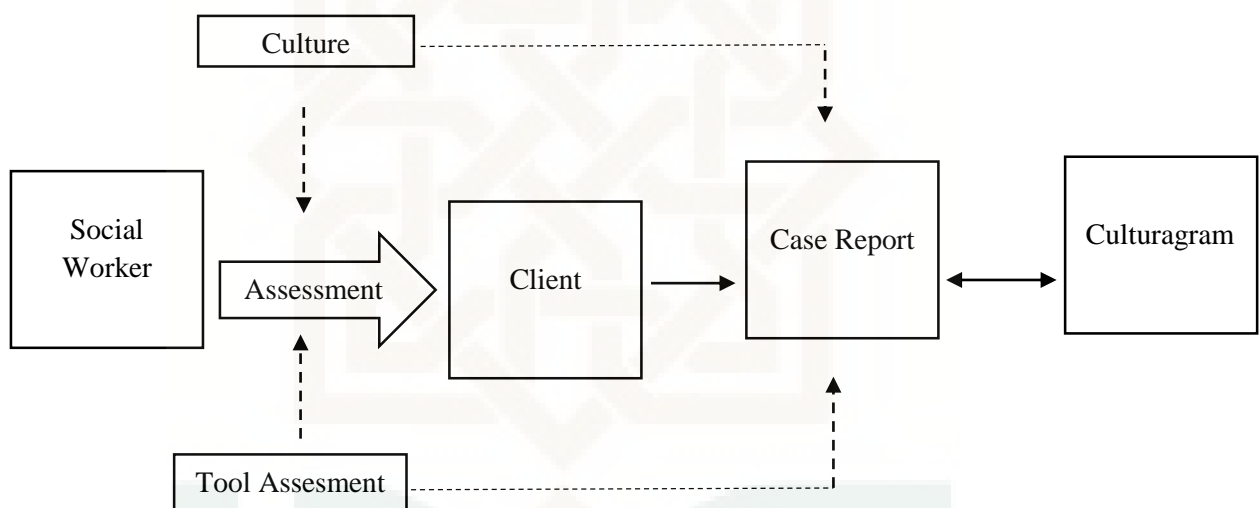 Culture
Social
Worker
Assessment
Client
Case Report
Culturagram
Tool Assesment